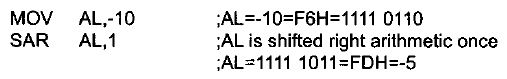 MOV AL,-10 ;AL=-10=F6H=1111 0110
SAR AL,1 ;AL is shifted right arithmetic once
;AL=1111 1011=FDH=-5